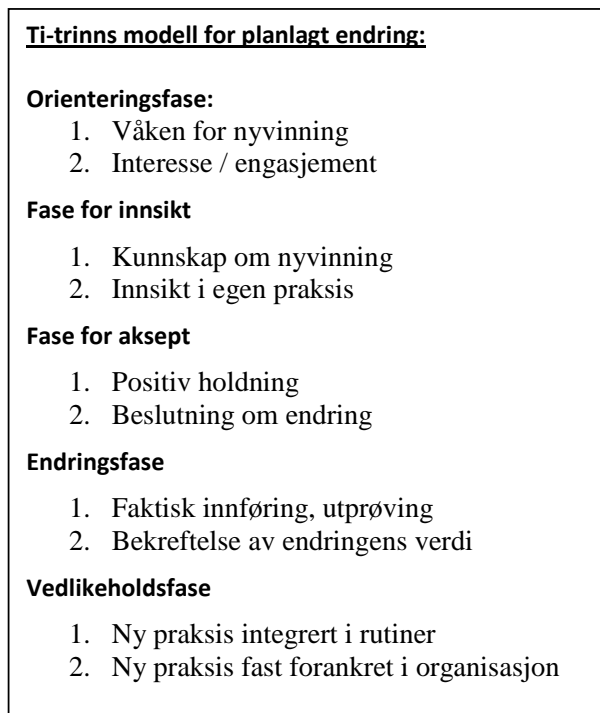 Ti-trinns modell for planlagt endring:
Orienteringsfase:
1. Våken for nyvinning
2. Interesse / engasjement
Fase for innsikt
1. Kunnskap om nyvinning
2. Innsikt i egen praksis
Fase for aksept
1. Positiv holdning
2. Beslutning om endring
Endringsfase
1. Faktisk innføring, utprøving
2. Bekreftelse av endringens verdi
Vedlikeholdsfase
1. Ny praksis integrert i rutiner
2. Ny praksis fast forankret i organisasjon